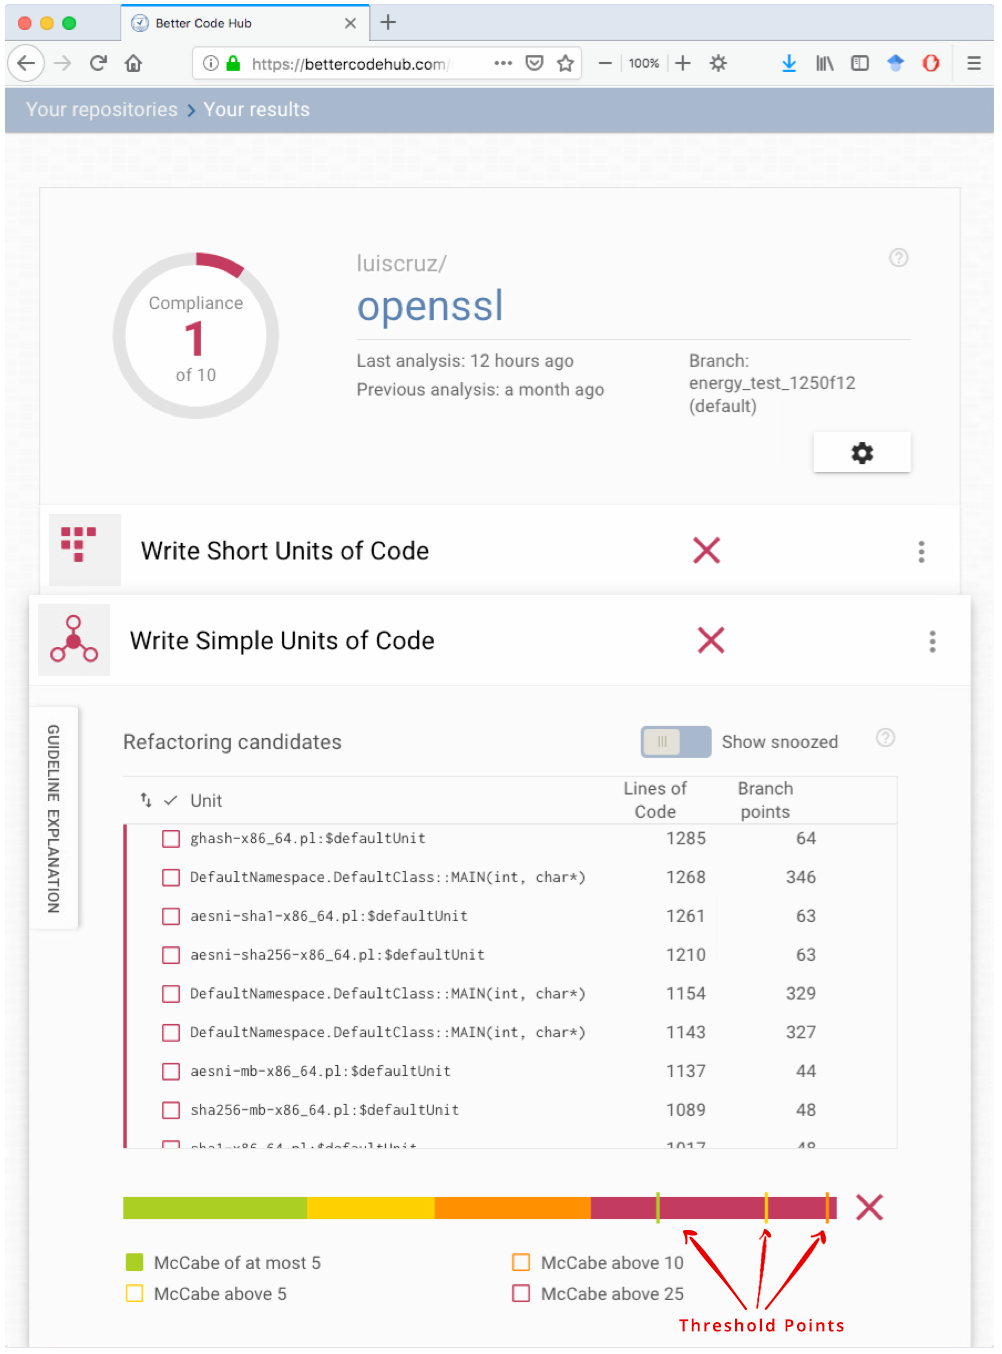 Better Code Hub
https://bettercodehub.com/
100%
Your repositories > Your results
Compliance
1
of 10
luiscruz/
openssl
Last analysis: 12 hours ago
Previous analysis: a month ago
Branch:
energy_test_1250f12
(default)
Write Short Units of Code
Write Simple Units of Code
GUIDELINE EXPLANATION
Refactoring candidates
Show snoozed
Unit
Lines of Code
Branch points
ghash-x86_64.pl:$defaultUnit 1285 64
DefaultNamespace.DefaultClass::MAIN(int, char*) 1268 346
aesni-sha1-x86_64.pl:$defaultUnit 1261 63
aesni-sha256-x86_64.pl:$defaultUnit 1210 63
DefaultNamespace.DefaultClass::MAIN(int, char*) 1154 329
DefaultNamespace.DefaultClass::MAIN(int, char*) 1143 327
aesni-mb-x86_64.pl:$defaultUnit 1137 44
sha256-mb-x86_64.pl:$defaultUnit 1089 48
sha1-x86_64.pl:$defaultUnit 1017 48
McCabe of at most 5
McCabe above 5
McCabe above 10
McCabe above 25
Threshold Points